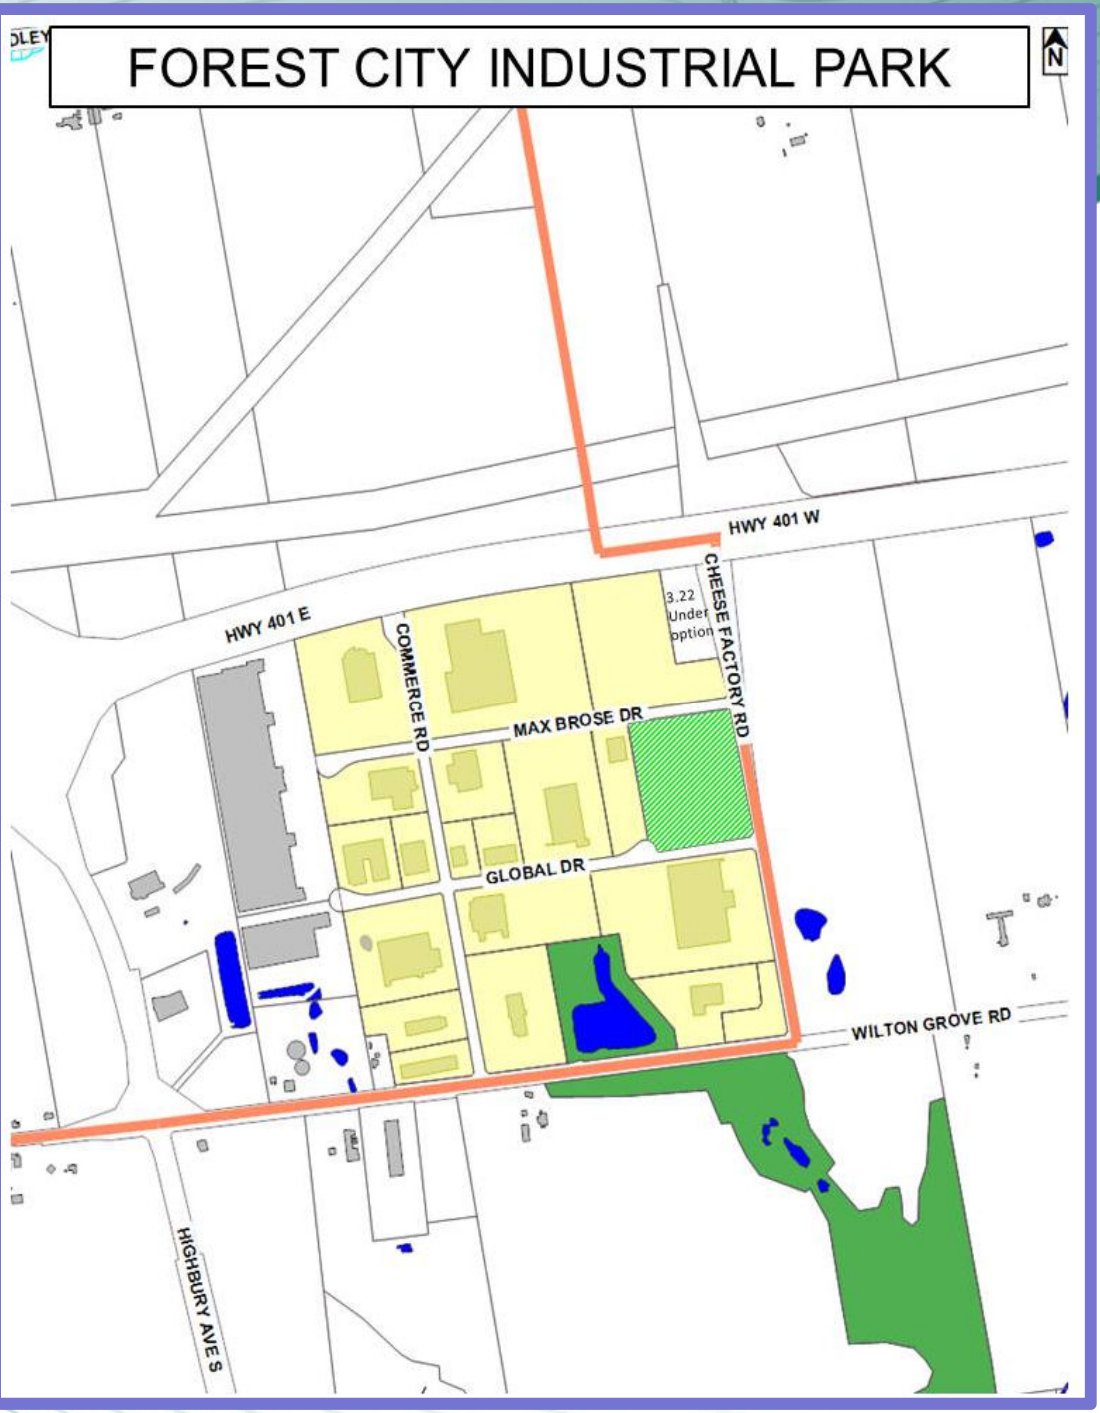 FOREST CITY INDUSTRIAL PARK
N
HWY 401 W
CHEESE FACTORY RD
3.22
Under
option
HWY 401 E
COMMERCE RD
MAX BROSE DR
GLOBAL DR
WILTON GROVE RD
HIGHBURY AVE S